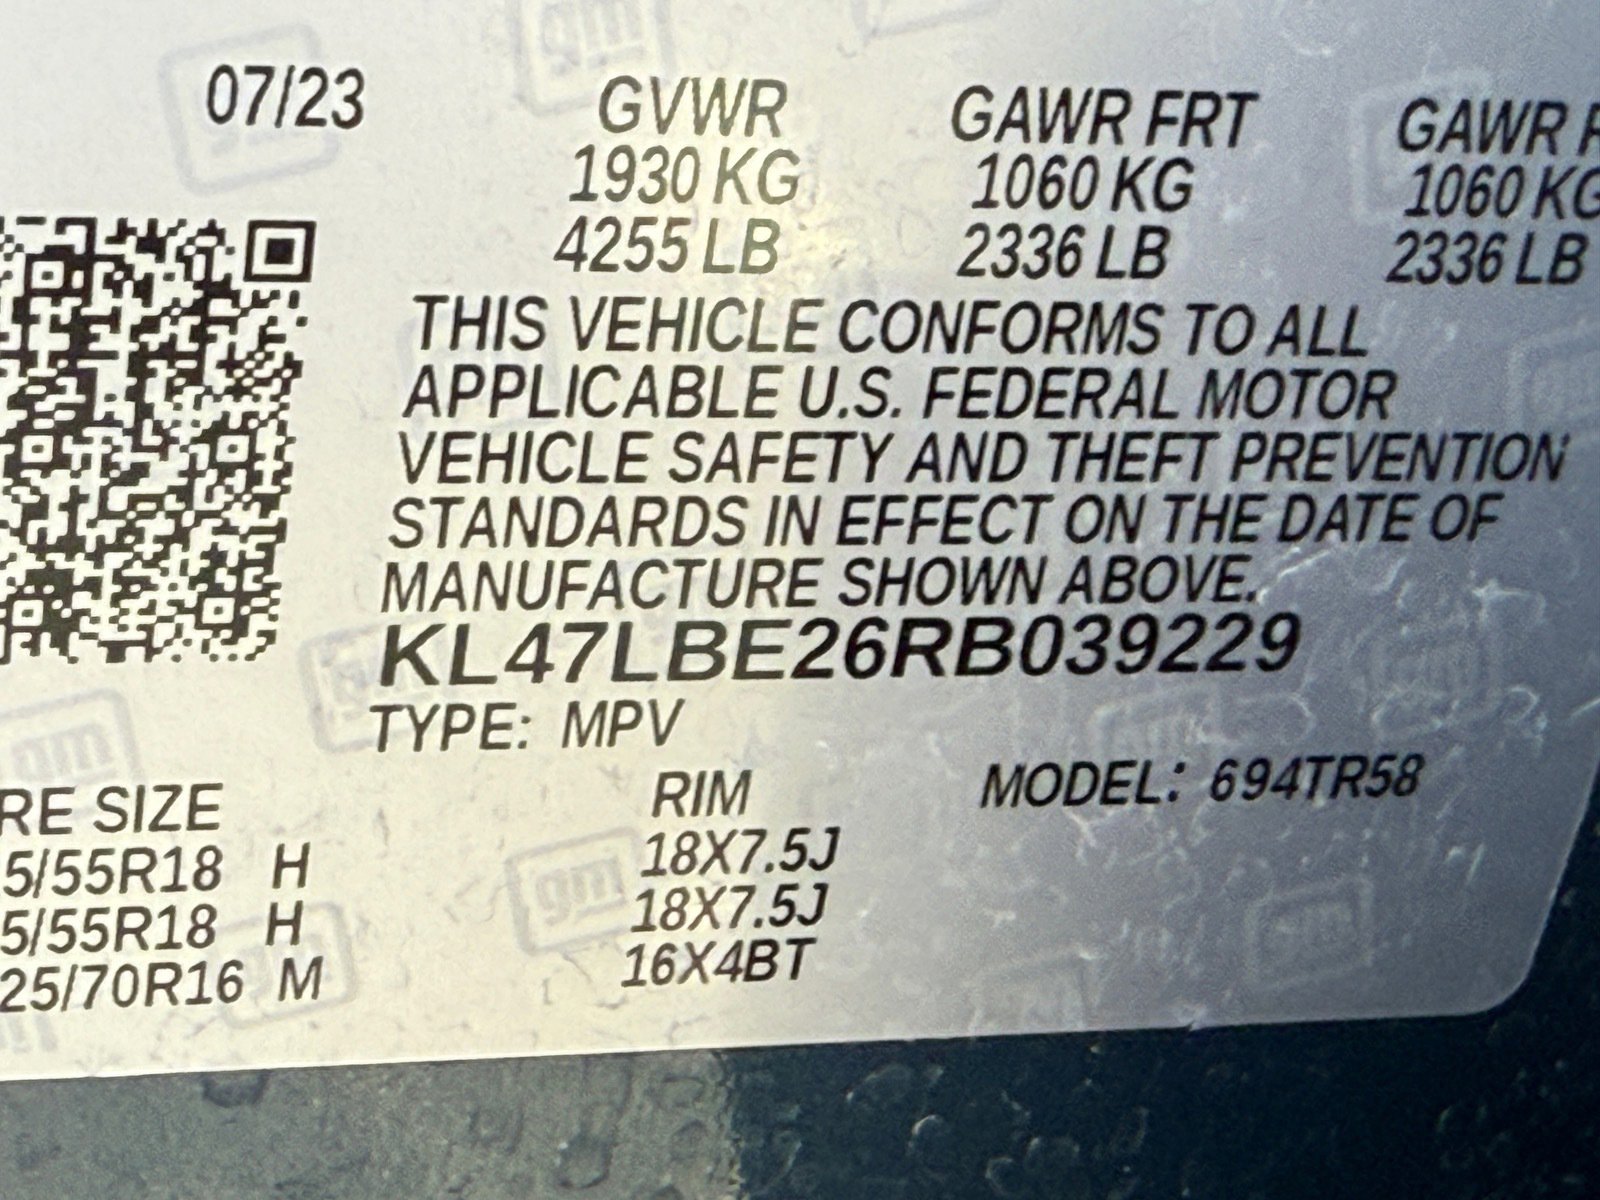 07/23
GVWR GAWR FRT GAWR
1930 KG 1060 KG 1060 KG
4255 LB 2336 LB 2336 LB
THIS VEHICLE CONFORMS TO ALL
APPLICABLE U.S. FEDERAL MOTOR
VEHICLE SAFETY AND THEFT PREVENTION
STANDARDS IN EFFECT ON THE DATE OF
MANUFACTURE SHOWN ABOVE.
KL47LBE26RB039229
TYPE: MPV
RE SIZE RIM MODEL: 694TR58
5/55R18 H 18X7.5J
5/55R18 H 18X7.5J
25/70R16 M 16X4BT
gm